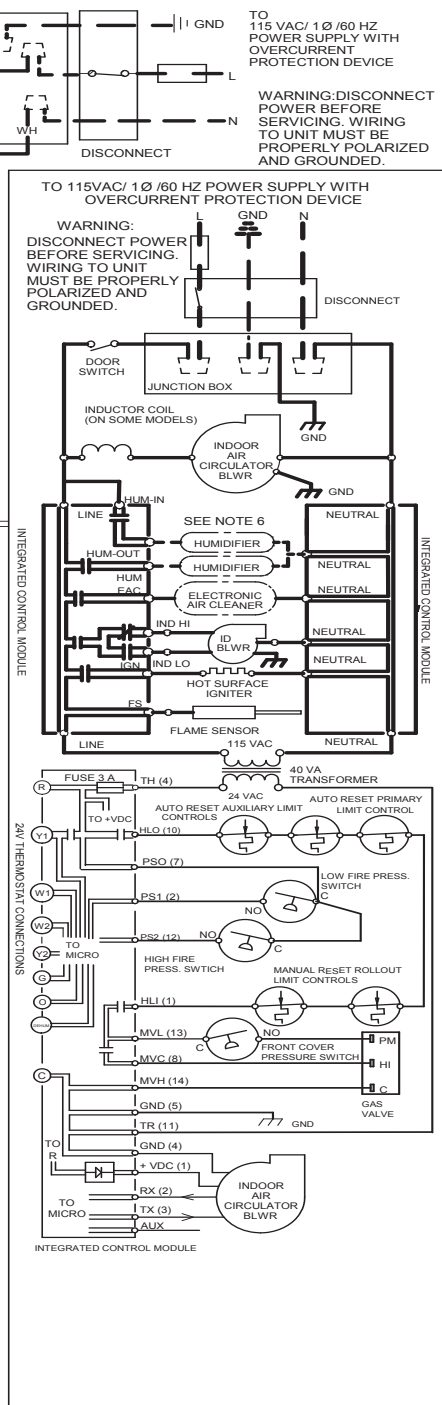 GND
TO
115 VAC/ 1 Ø /60 HZ
POWER SUPPLY WITH
OVERCURRENT
PROTECTION DEVICE
L
WARNING:DISCONNECT
POWER BEFORE
SERVICING. WIRING
TO UNIT MUST BE
PROPERLY POLARIZED
AND GROUNDED.
N
WH
DISCONNECT
TO 115VAC/ 1 Ø /60 HZ POWER SUPPLY WITH
OVERCURRENT PROTECTION DEVICE
WARNING:
DISCONNECT POWER
BEFORE SERVICING.
WIRING TO UNIT
MUST BE PROPERLY
POLARIZED AND
GROUNDED.
L GND N
DISCONNECT
DOOR
SWITCH
JUNCTION BOX
GND
INDUCTOR COIL
(ON SOME MODELS)
INDOOR
AIR
CIRCULATOR
BLWR
GND
INTEGRATED CONTROL MODULE
HUM-IN
LINE
SEE NOTE 6
NEUTRAL
HUMIDIFIER
HUM-OUT
NEUTRAL
HUMIDIFIER
HUM
EAC
ELECTRONIC
AIR CLEANER
NEUTRAL
IND HI
ID
BLWR
NEUTRAL
IND LO
IGN
NEUTRAL
HOT SURFACE
IGNITER
FS
FLAME SENSOR
LINE
115 VAC
NEUTRAL
INTEGRATED CONTROL MODULE
40 VA
TRANSFORMER
24 VAC
R
FUSE 3 A
TH (4)
TO +VDC
AUTO RESET AUXILIARY LIMIT
CONTROLS
AUTO RESET PRIMARY
LIMIT CONTROL
24V THERMOSTAT CONNECTIONS
Y1
HLO (10)
PSO (7)
LOW FIRE PRESS.
SWITCH
W1
PS1 (2)
NO
C
W2
PS2 (12)
NO
C
TO
MICRO
Y2
HIGH FIRE
PRESS. SWTICH
G
MANUAL RESET ROLLOUT
LIMIT CONTROLS
O
HLI (1)
DEHUM
MVL (13)
C
NO
FRONT COVER
PRESSURE SWITCH
PM
MVC (8)
HI
C
MVH (14)
C
GAS
VALVE
GND (5)
GND
TR (11)
GND (4)
TO
R
+ VDC (1)
RX (2)
TO
MICRO
TX (3)
AUX
INDOOR
AIR
CIRCULATOR
BLWR
INTEGRATED CONTROL MODULE